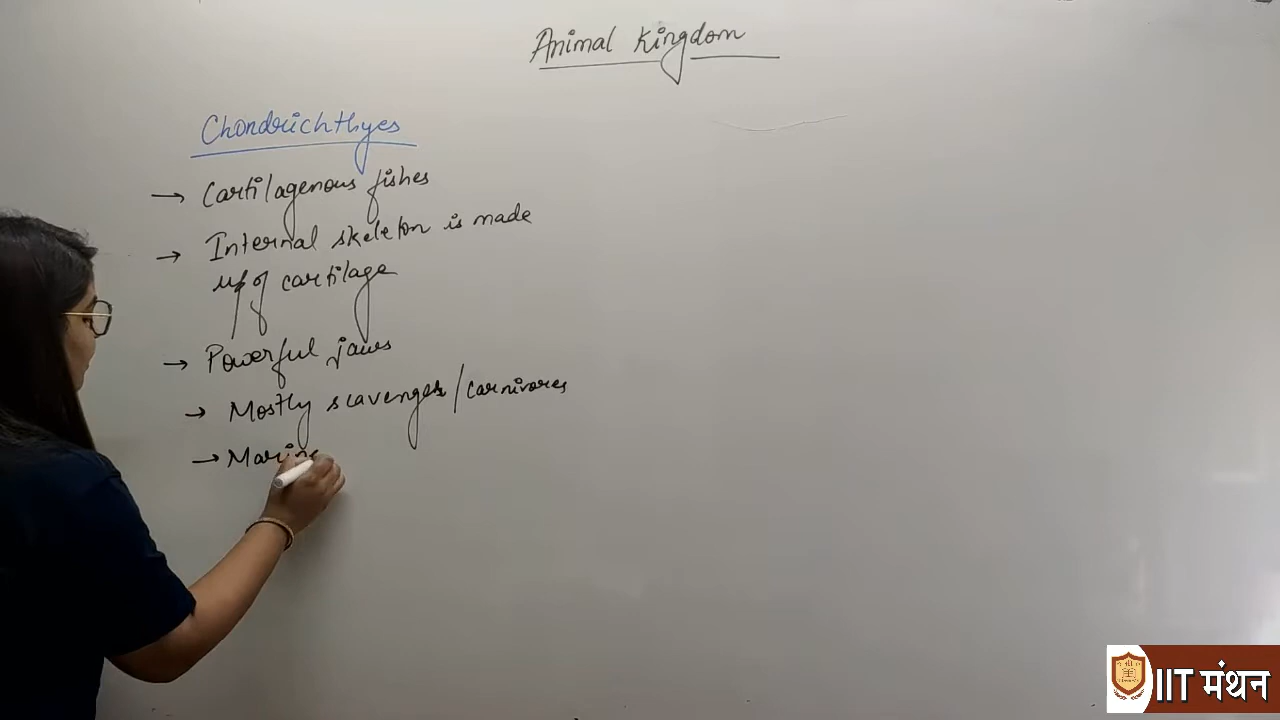 Animal Kingdom
Chondrichthyes
→ Cartilagenous fishes
→ Internal skeleton is made
up of cartilage
→ Powerful jaws
→ Mostly scavengers/carnivores
→ Marine
IIT मंथन